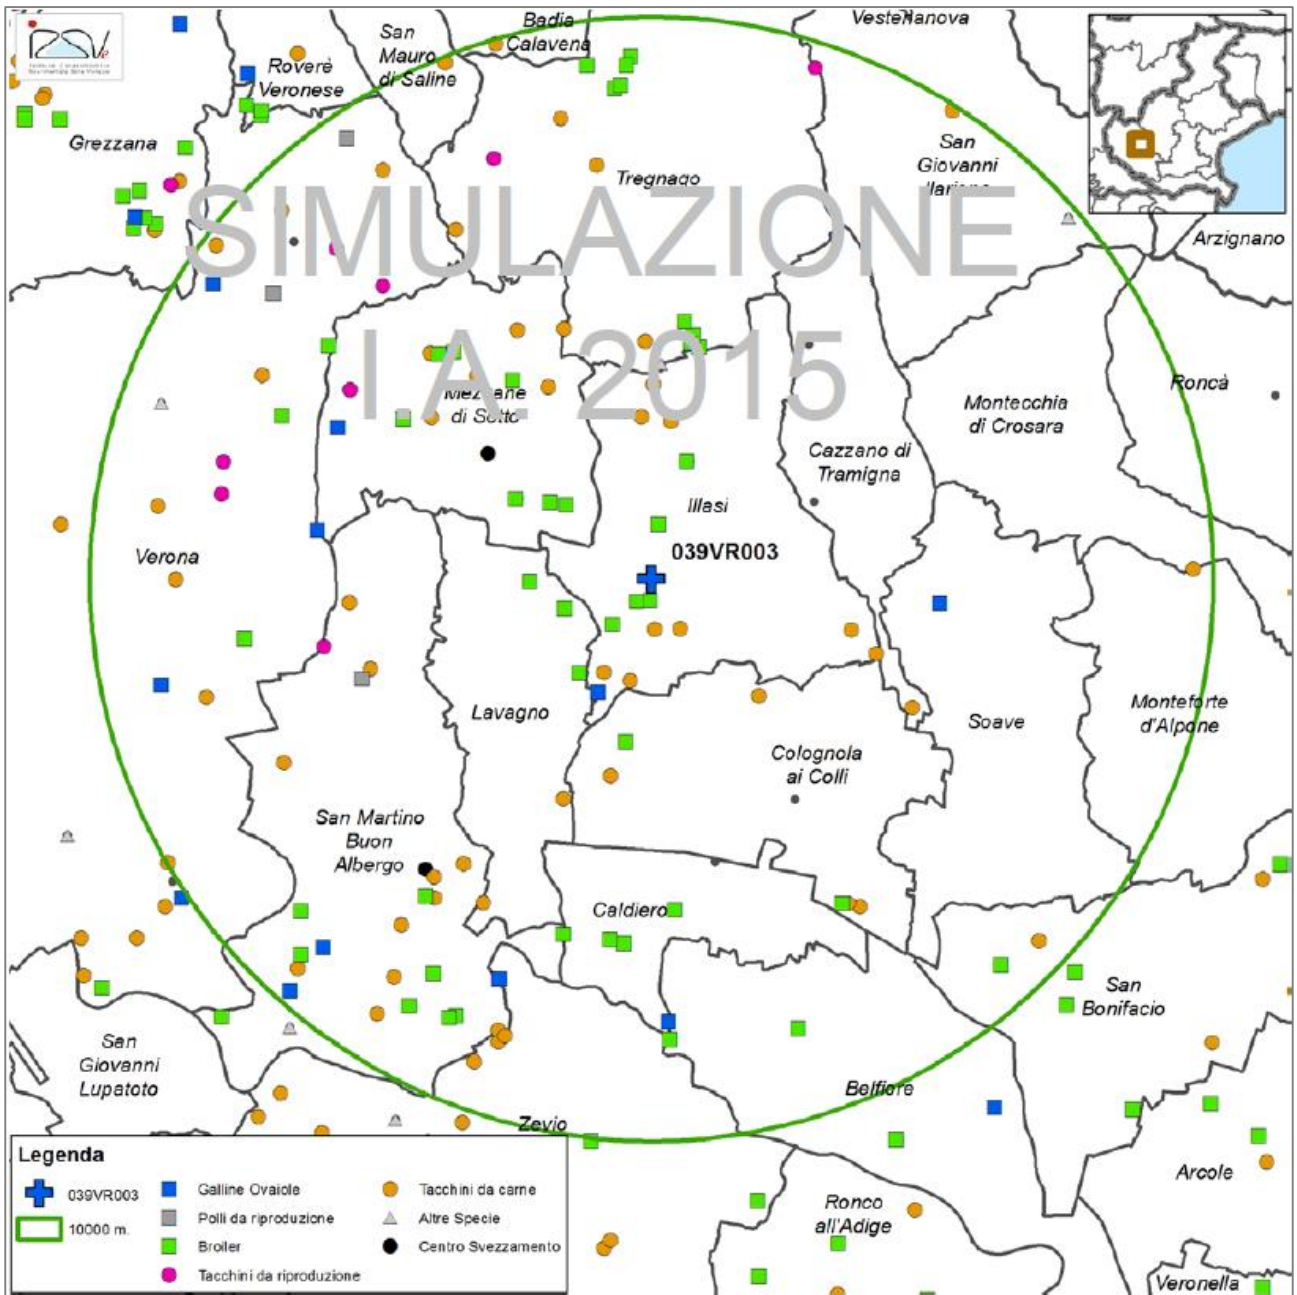 Badia
Calavena
Vestenanova
San
Mauro
di Saline
Roverè
Veronese
Grezzana
San
Giovanni
Ilarione
Tregnago
SIMULAZIONE
Arzignano
I A. 2015
Roncà
Mezzane
di Sotto
Montecchia
di Crosara
Cazzano di
Tramigna
Illasi
039VR003
Verona
Lavagno
Soave
Monteforte
d'Alpone
Colognola
ai Colli
San Martino
Buon
Albergo
Caldiero
San
Bonifacio
San
Giovanni
Lupatoto
Belfiore
Zevio
Arcole
Ronco
all'Adige
Veronella
Legenda
039VR003
10000 m.
Galline Ovaiole
Polli da riproduzione
Broiler
Tacchini da riproduzione
Tacchini da carne
Altre Specie
Centro Svezzamento